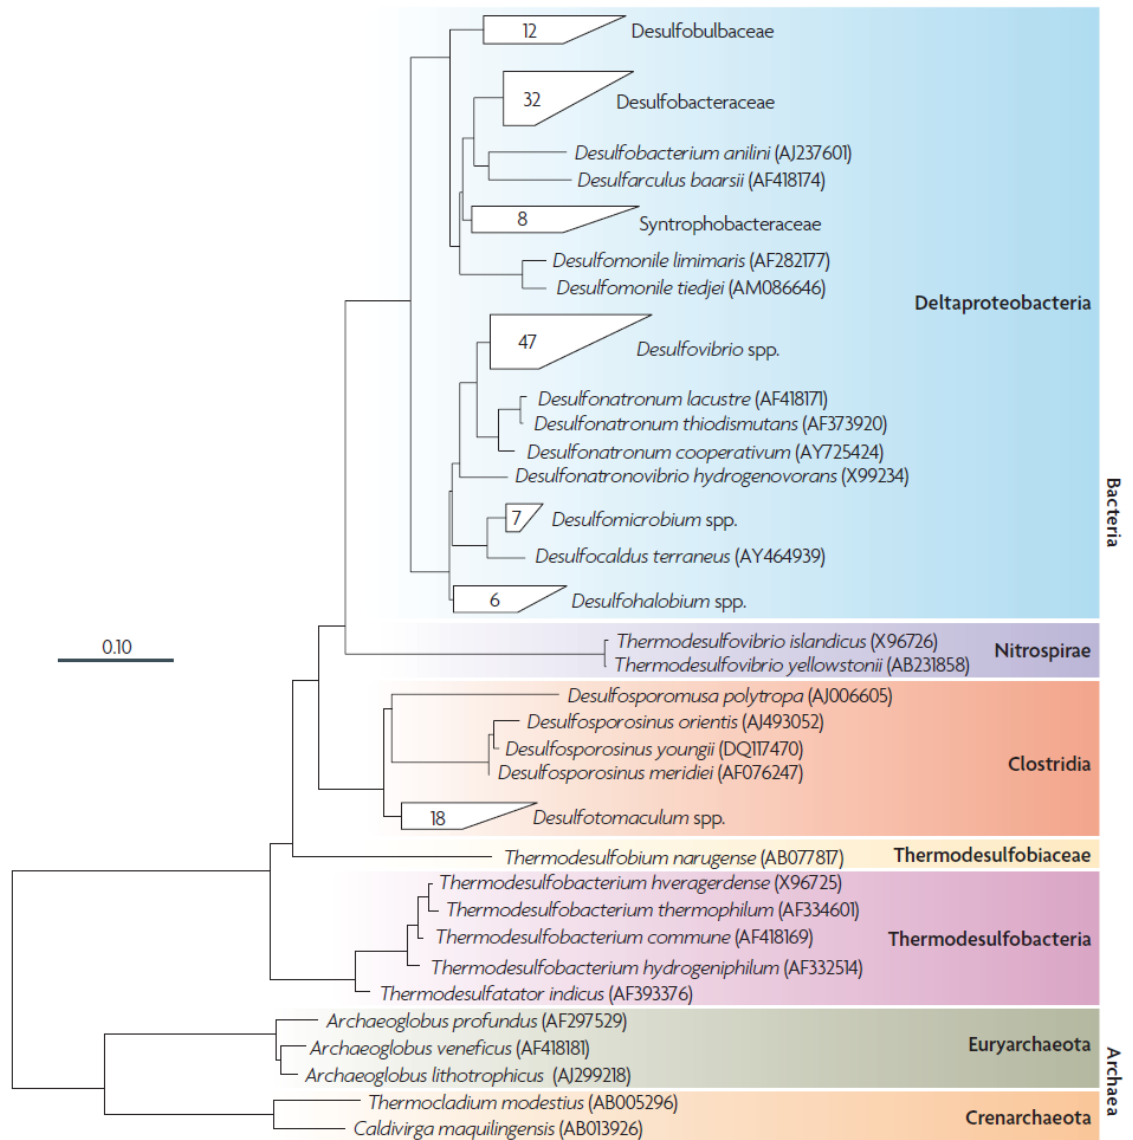 12 Desulfobulbaceae
32 Desulfobacteraceae
Desulfobacterium anilini (AJ237601)
Desulfarculus baarsii (AF418174)
8 Syntrophobacteraceae
Desulfomonile limimaris (AF282177)
Desulfomonile tiedjei (AM086646)
Deltaproteobacteria
47 Desulfovibrio spp.
Desulfonatronum lacustre (AF418171)
Desulfonatronum thiodismutans (AF373920)
Desulfonatronum cooperativum (AY725424)
Desulfonatronovibrio hydrogenovorans (X99234)
7 Desulfomicrobium spp.
Desulfocaldus terraneus (AY464939)
6 Desulfohalobium spp.
Bacteria
0.10
Thermodesulfovibrio islandicus (X96726)
Thermodesulfovibrio yellowstonii (AB231858)
Nitrospirae
Desulfosporomusa polytropa (AJ006605)
Desulfosporosinus orientis (AJ493052)
Desulfosporosinus youngii (DQ117470)
Desulfosporosinus meridiei (AF076247)
Clostridia
18 Desulfotomaculum spp.
Thermodesulfobium narugense (AB077817)
Thermodesulfobiaceae
Thermodesulfobacterium hveragerdense (X96725)
Thermodesulfobacterium thermophilum (AF334601)
Thermodesulfobacterium commune (AF418169)
Thermodesulfobacteria
Thermodesulfobacterium hydrogeniphilum (AF332514)
Thermodesulfatator indicus (AF393376)
Archaeoglobus profundus (AF297529)
Archaeoglobus veneficus (AF418181)
Archaeoglobus lithotrophicus (AJ299218)
Euryarchaeota
Thermocladium modestius (AB005296)
Caldivirga maquilingensis (AB013926)
Crenarchaeota
Archaea